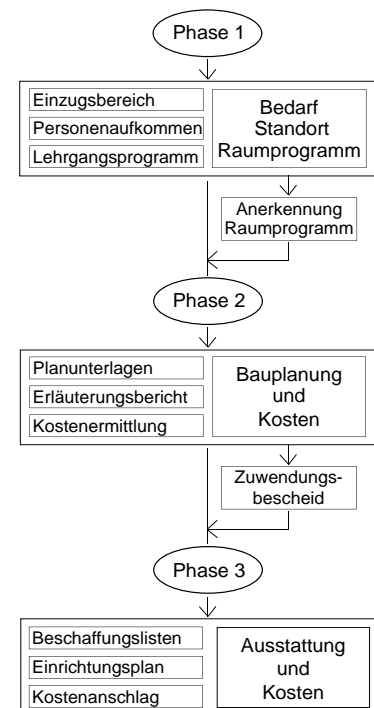 Phase 1
Einzugsbereich
Personenaufkommen
Lehrgangsprogramm
Bedarf
Standort
Raumprogramm
Anerkennung
Raumprogramm
Phase 2
Planunterlagen
Erläuterungsbericht
Kostenermittlung
Bauplanung
und
Kosten
Zuwendungs-
bescheid
Phase 3
Beschaffungslisten
Einrichtungsplan
Kostenanschlag
Ausstattung
und
Kosten